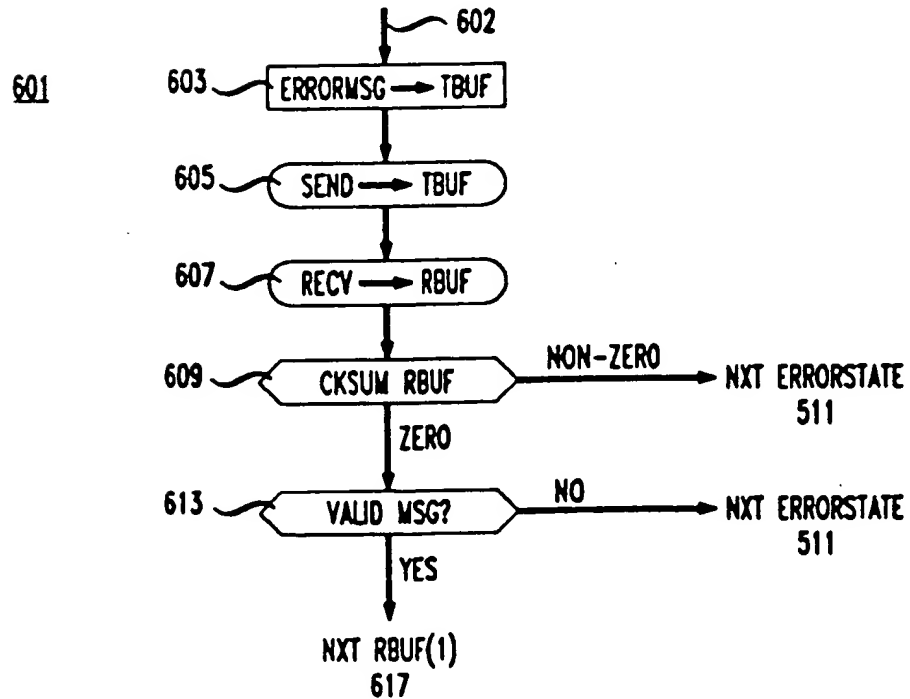 602
601
603 ERRORMSG → TBUF
605 SEND → TBUF
607 RECV → RBUF
609 CKSUM RBUF NON-ZERO NXT ERRORSTATE
511
ZERO
613 VALID MSG? NO NXT ERRORSTATE
511
YES
NXT RBUF(1)
617